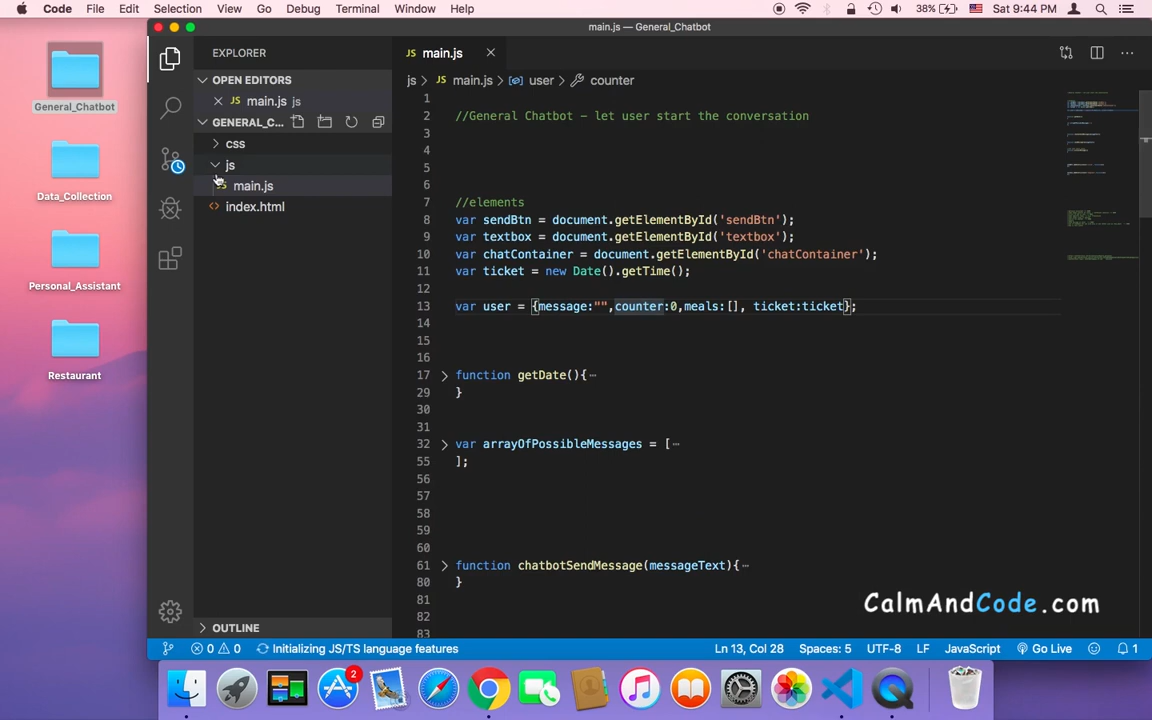 Code File Edit Selection View Go Debug Terminal Window Help
38% Sat 9:44 PM
main.js — General_Chatbot
General_Chatbot
Data_Collection
Personal_Assistant
Restaurant
EXPLORER
OPEN EDITORS
JS main.js js
GENERAL_C...
css
js
main.js
<> index.html
OUTLINE
JS main.js
js > JS main.js > user > counter
1
2 //General Chatbot - let user start the conversation
3
4
5
6
7 //elements
8 var sendBtn = document.getElementById('sendBtn');
9 var textbox = document.getElementById('textbox');
10 var chatContainer = document.getElementById('chatContainer');
11 var ticket = new Date().getTime();
12
13 var user = {message:"",counter:0,meals:[], ticket:ticket};
14
15
16
17 function getDate(){⋯
29 }
30
31
32 var arrayOfPossibleMessages = [⋯
55 ];
56
57
58
59
60
61 function chatbotSendMessage(messageText){⋯
80 }
81
82
83
CalmAndCode.com
0 0 Initializing JS/TS language features
Ln 13, Col 28 Spaces: 5 UTF-8 LF JavaScript Go Live 1
2